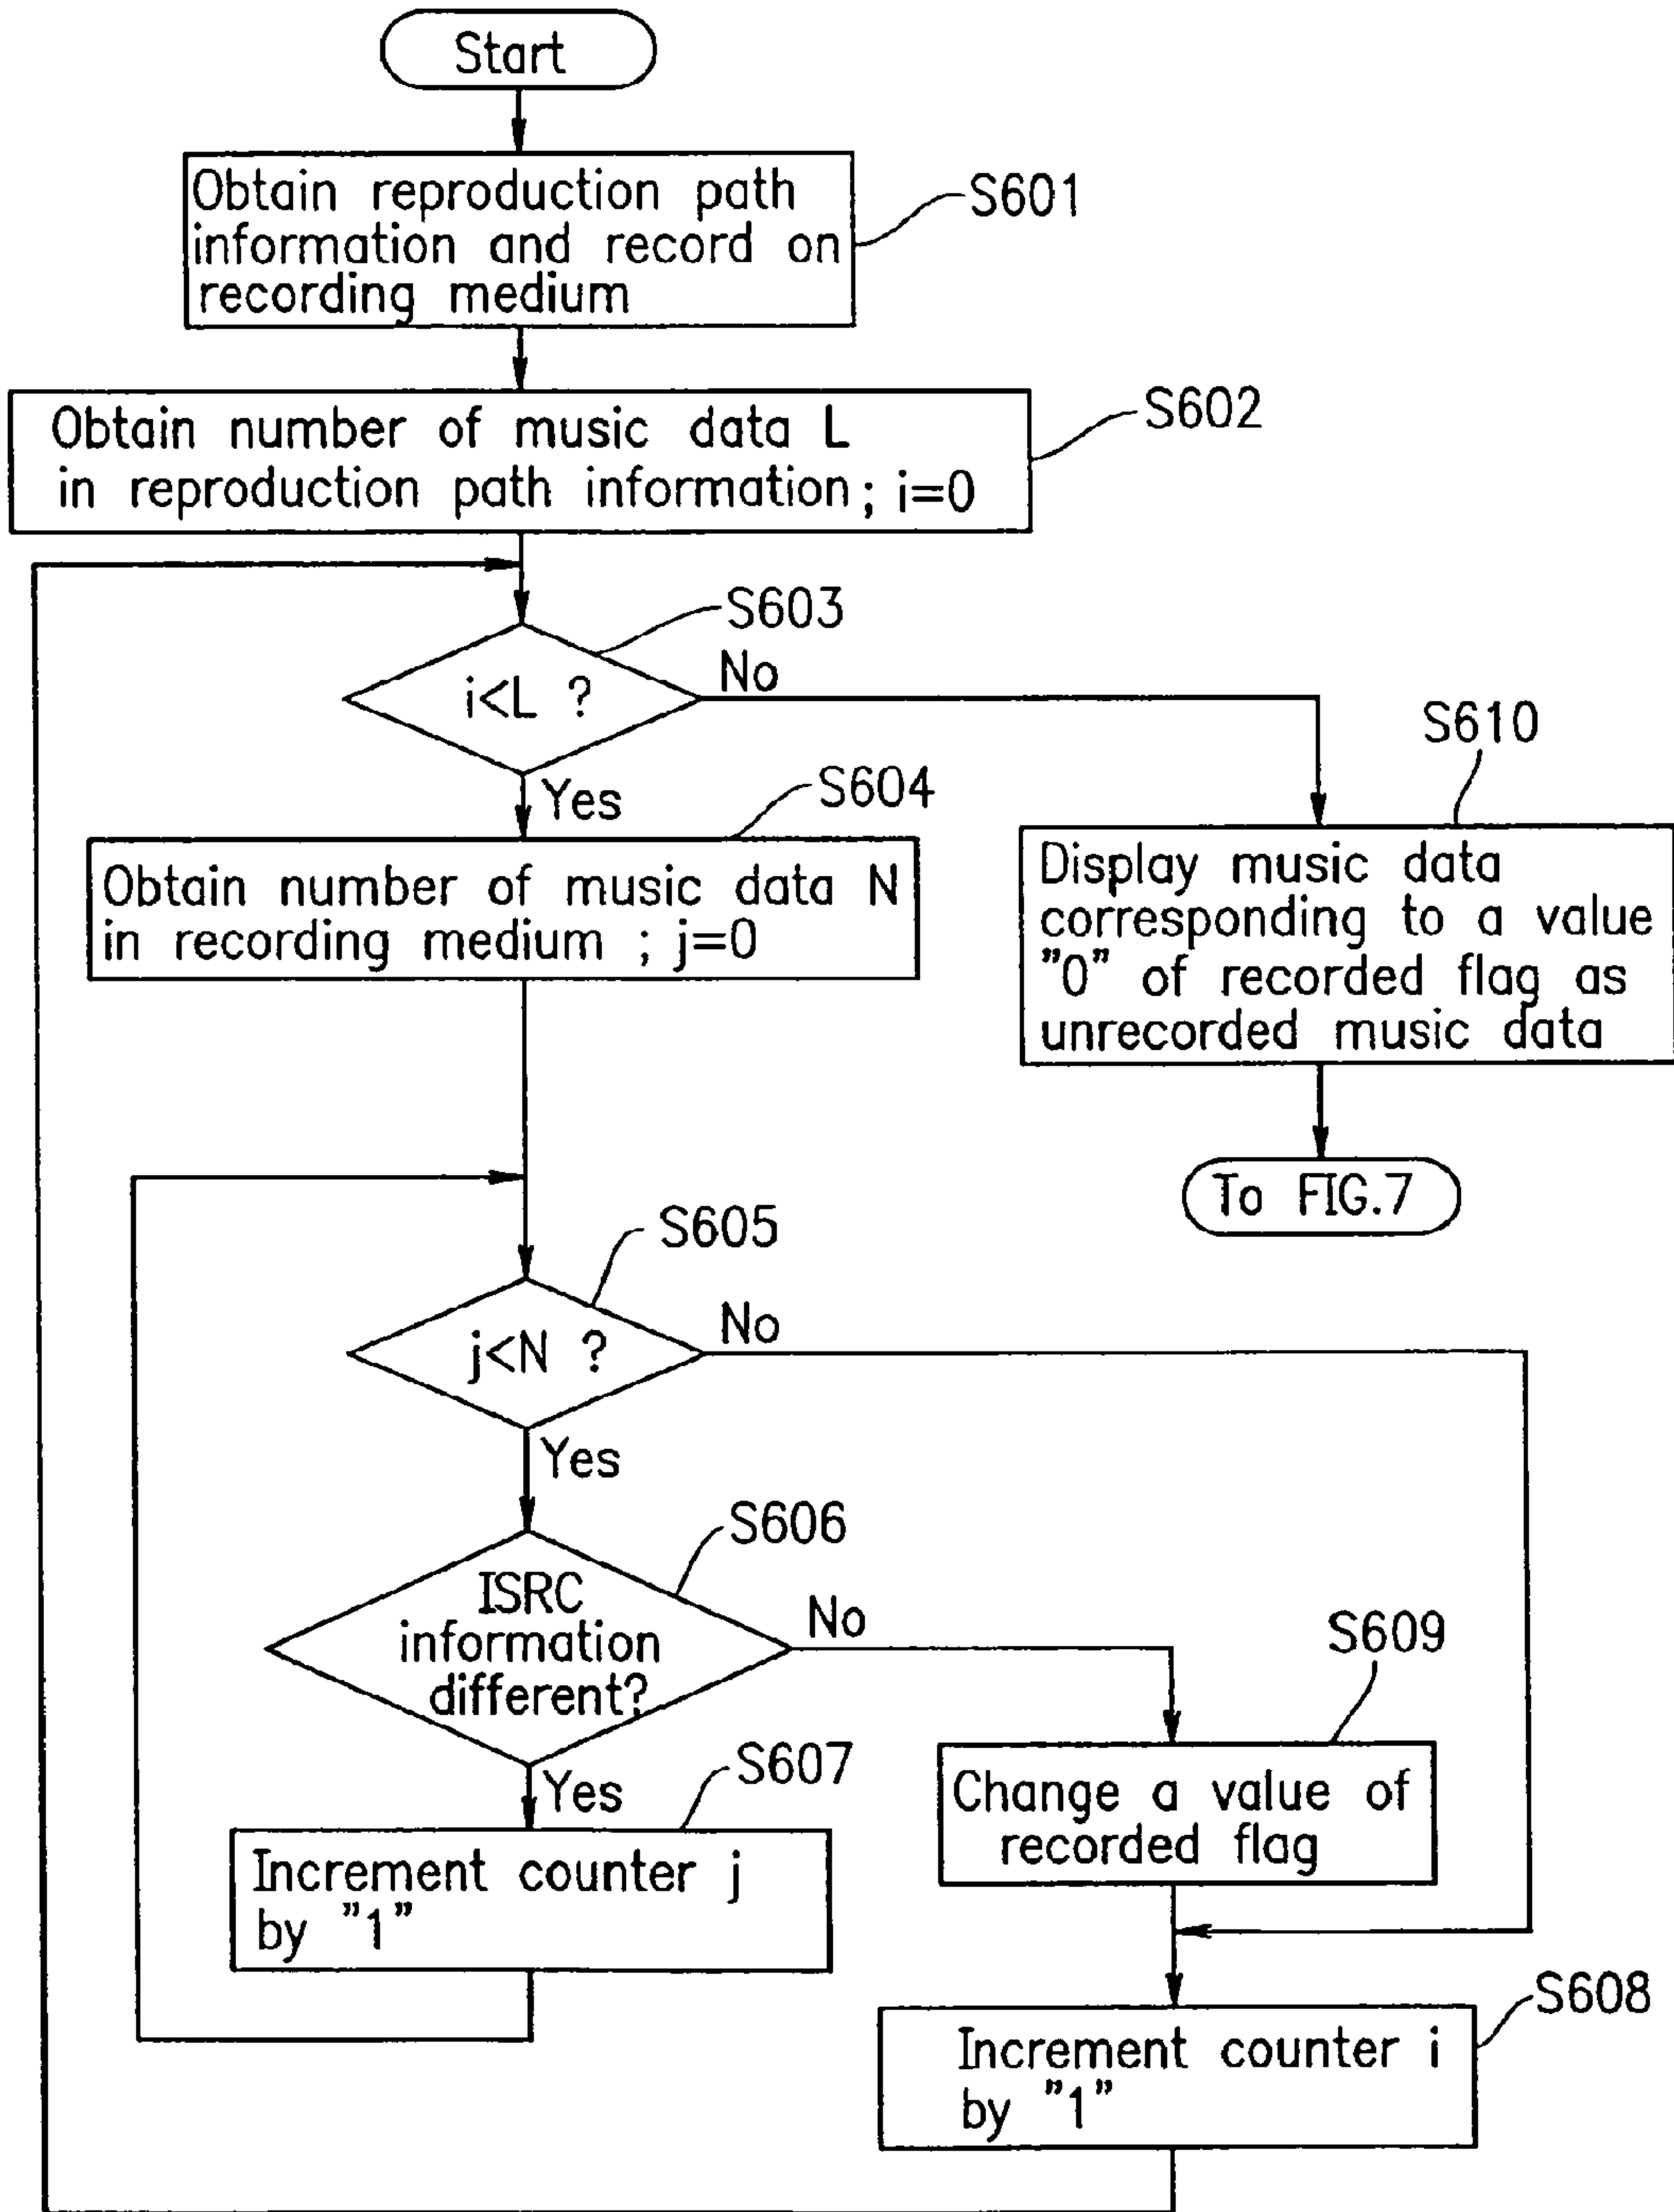 Start
Obtain reproduction path
information and record on
recording medium
S601
Obtain number of music data L
in reproduction path information; i=0
S602
S603
i<L ?
No
Yes
S604
Obtain number of music data N
in recording medium ; j=0
S610
Display music data
corresponding to a value
"0" of recorded flag as
unrecorded music data
To FIG.7
S605
j<N ?
No
Yes
S606
ISRC
information
different?
No
Yes
S607
Increment counter j
by "1"
S609
Change a value of
recorded flag
S608
Increment counter i
by "1"